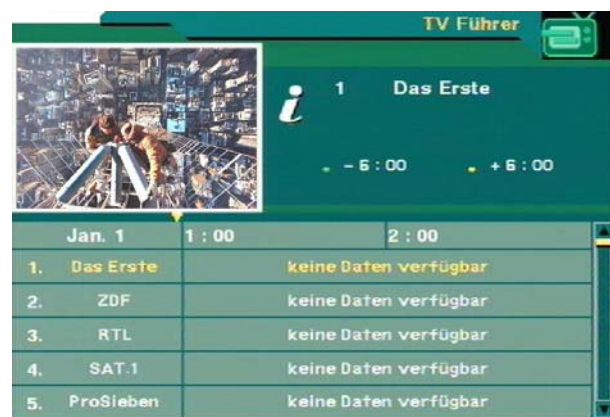 TV Führer
1 Das Erste
- 6:00 + 6:00
Jan. 1 1 : 00 2 : 00
1. Das Erste keine Daten verfügbar
2. ZDF keine Daten verfügbar
3. RTL keine Daten verfügbar
4. SAT.1 keine Daten verfügbar
5. ProSieben keine Daten verfügbar